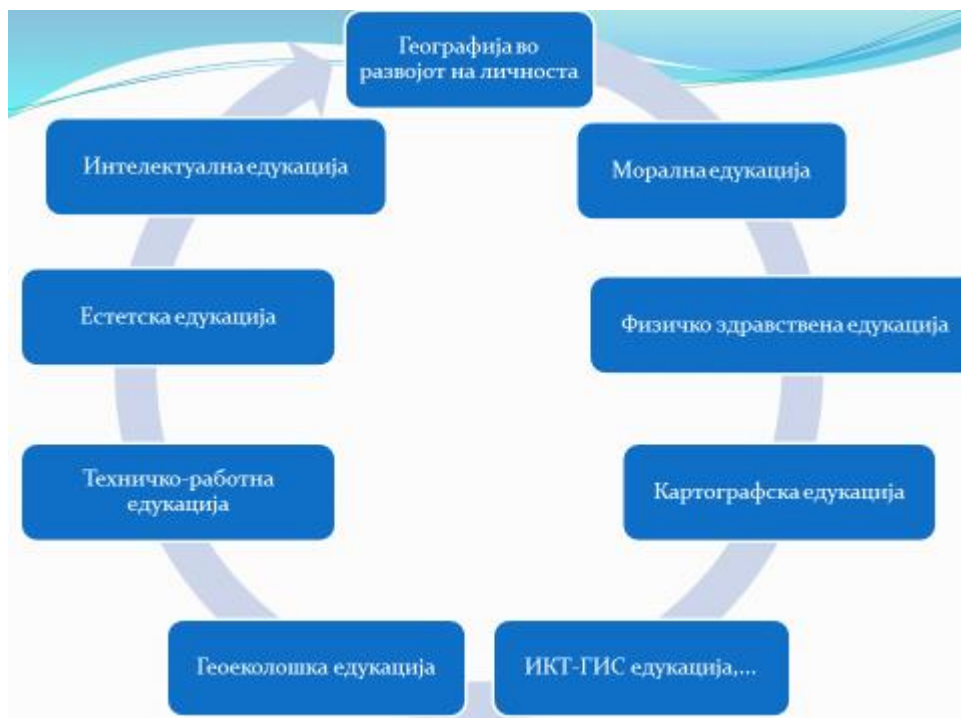 Географија во
развојот на личноста
Морална едукација
Физичко здравствена едукација
Картографска едукација
ИКТ-ГИС едукација,...
Геоеколошка едукација
Техничко-работна
едукација
Естетска едукација
Интелектуална едукација